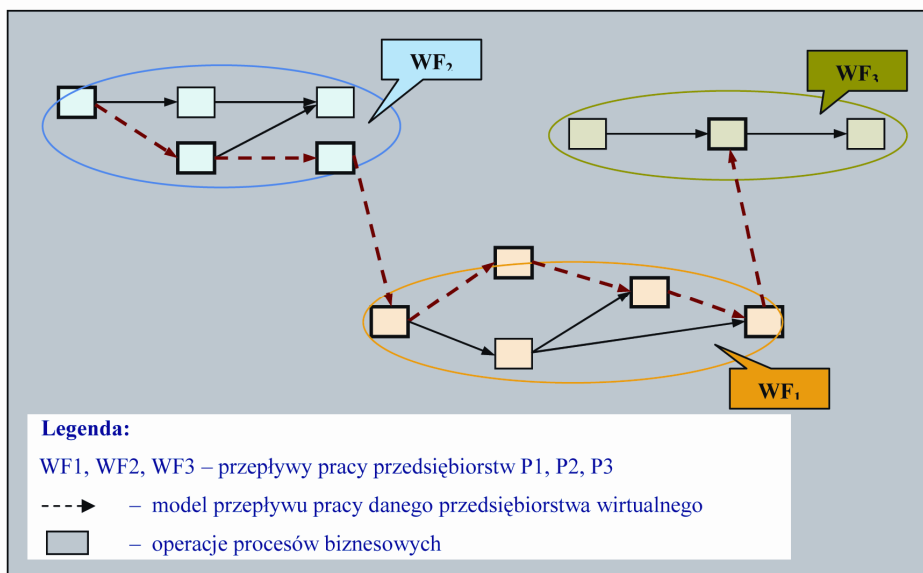 WF₂
WF₃
WF₁
Legenda:
WF1, WF2, WF3 – przepływy pracy przedsiębiorstw P1, P2, P3
– model przepływu pracy danego przedsiębiorstwa wirtualnego
– operacje procesów biznesowych